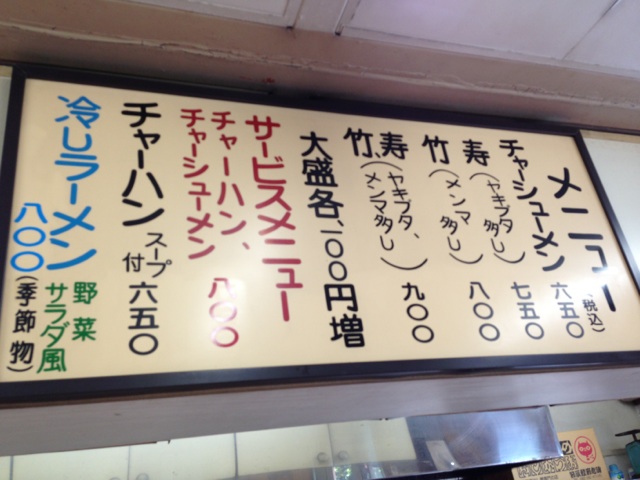 メニュー(税込)
チャーシューメン 六五〇
寿(ヤキブタ多し) 七五〇
竹(メンマ多し) 八〇〇
寿、
竹(ヤキブタ、
メンマ多し) 九〇〇
大盛各、一〇〇円増
サービスメニュー
チャーハン、
チャーシューメン 八〇〇
チャーハン スープ付 六五〇
冷しラーメン 野菜
サラダ風
八〇〇(季節物)